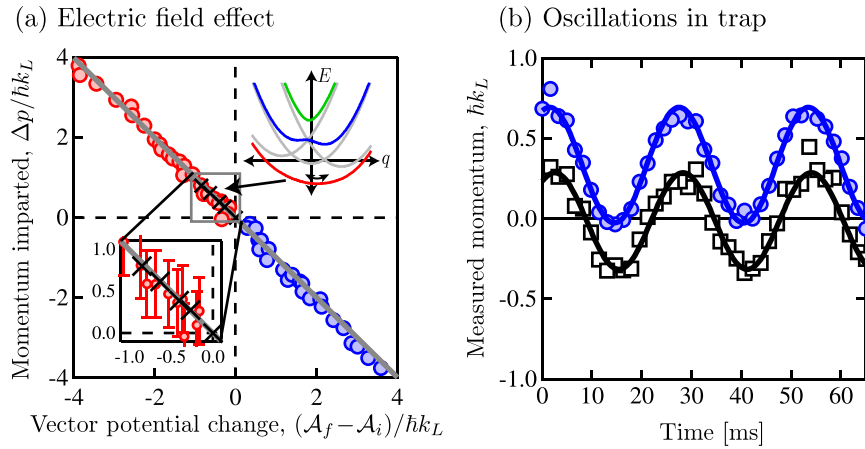 (a) Electric field effect
Momentum imparted, Δp/ħk_L
4
2
0
-2
-4
E
q
1.0
0.5
0.0
-1.0 -0.5 0.0
-4 -2 0 2 4
Vector potential change, (𝒜_f − 𝒜_i)/ħk_L
(b) Oscillations in trap
Measured momentum, ħk_L
1.0
0.5
0.0
-0.5
-1.0
0 10 20 30 40 50 60
Time [ms]